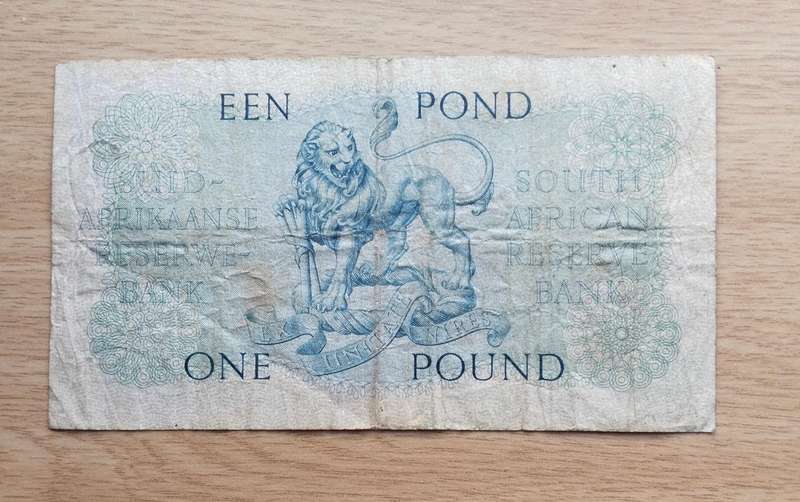 EEN POND
SUID-
AFRIKAANSE
RESERWE-
BANK
SOUTH
AFRICAN
RESERVE
BANK
EX UNITATE VIRES
ONE POUND